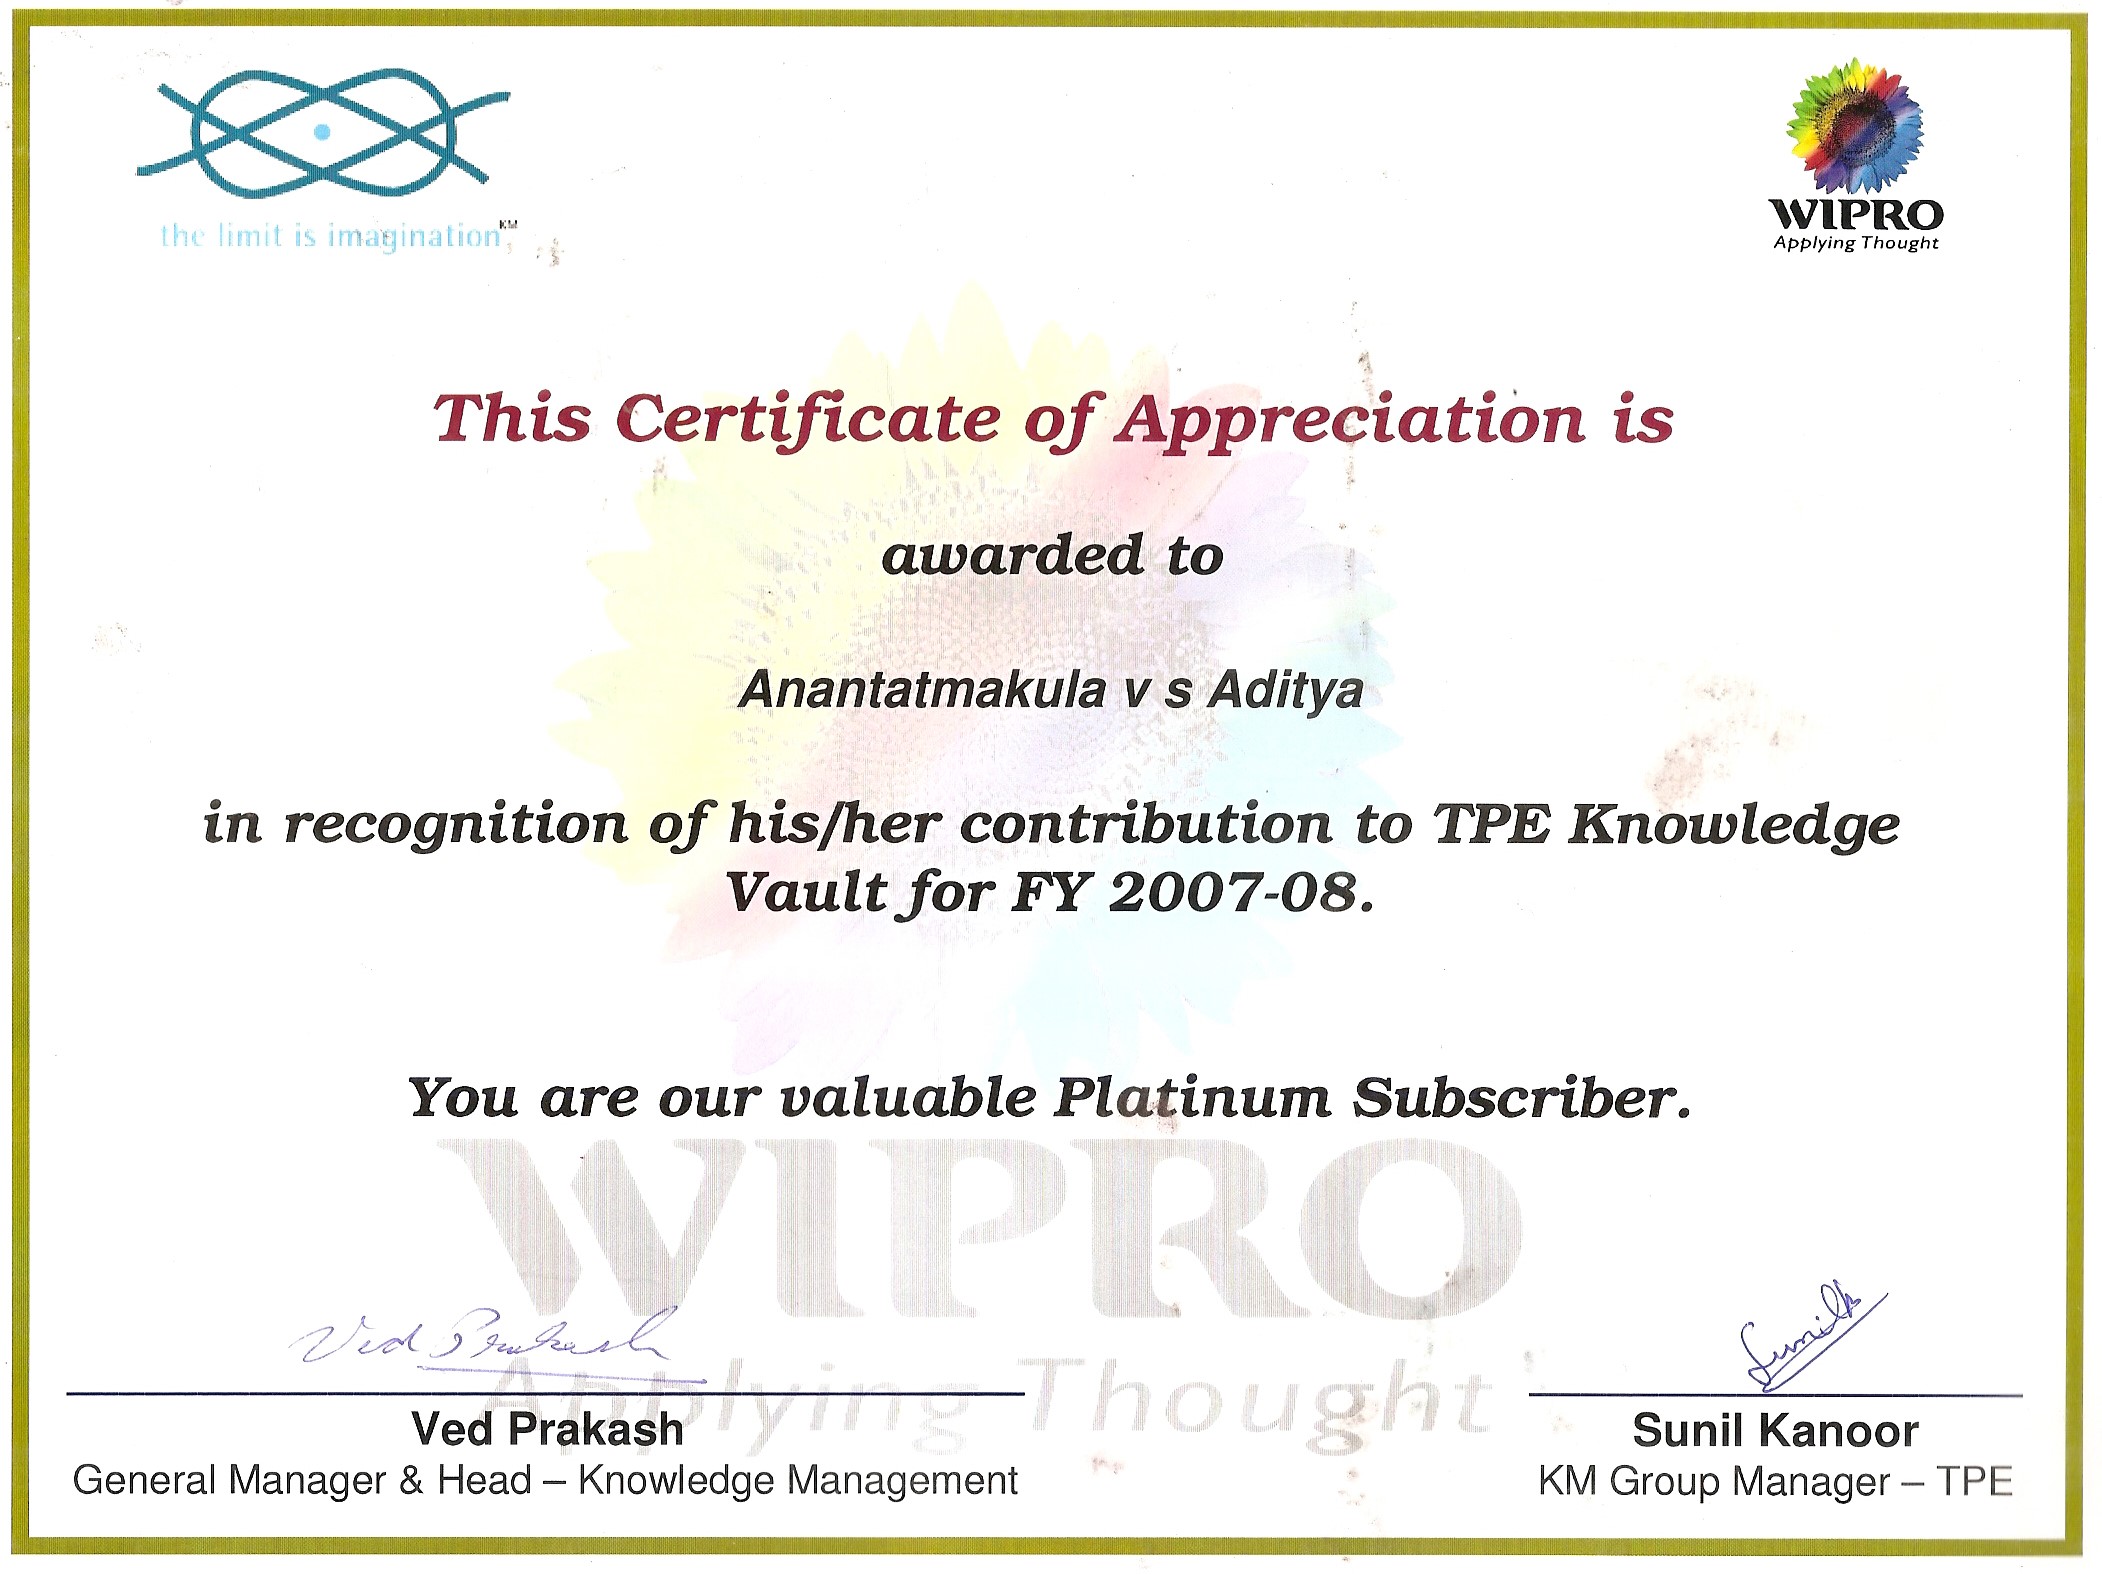 the limit is imagination KM
WIPRO
Applying Thought
This Certificate of Appreciation is
awarded to
Anantatmakula v s Aditya
in recognition of his/her contribution to TPE Knowledge
Vault for FY 2007-08.
You are our valuable Platinum Subscriber.
WIPRO
Applying Thought
Ved Prakash
Sunilk
Ved Prakash
Sunil Kanoor
General Manager & Head – Knowledge Management
KM Group Manager – TPE